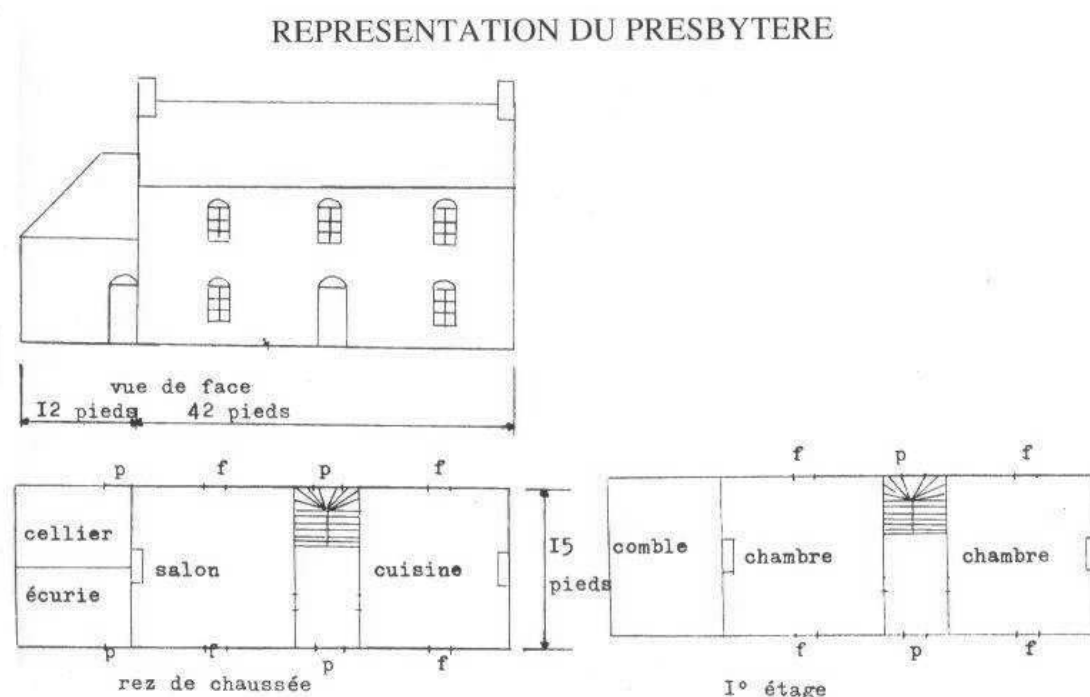 REPRESENTATION DU PRESBYTERE
vue de face
I2 pieds 42 pieds
p f p f
cellier
écurie
salon
cuisine
I5
pieds
p f p f
rez de chaussée
f p f
comble
chambre
chambre
f p f
I° étage